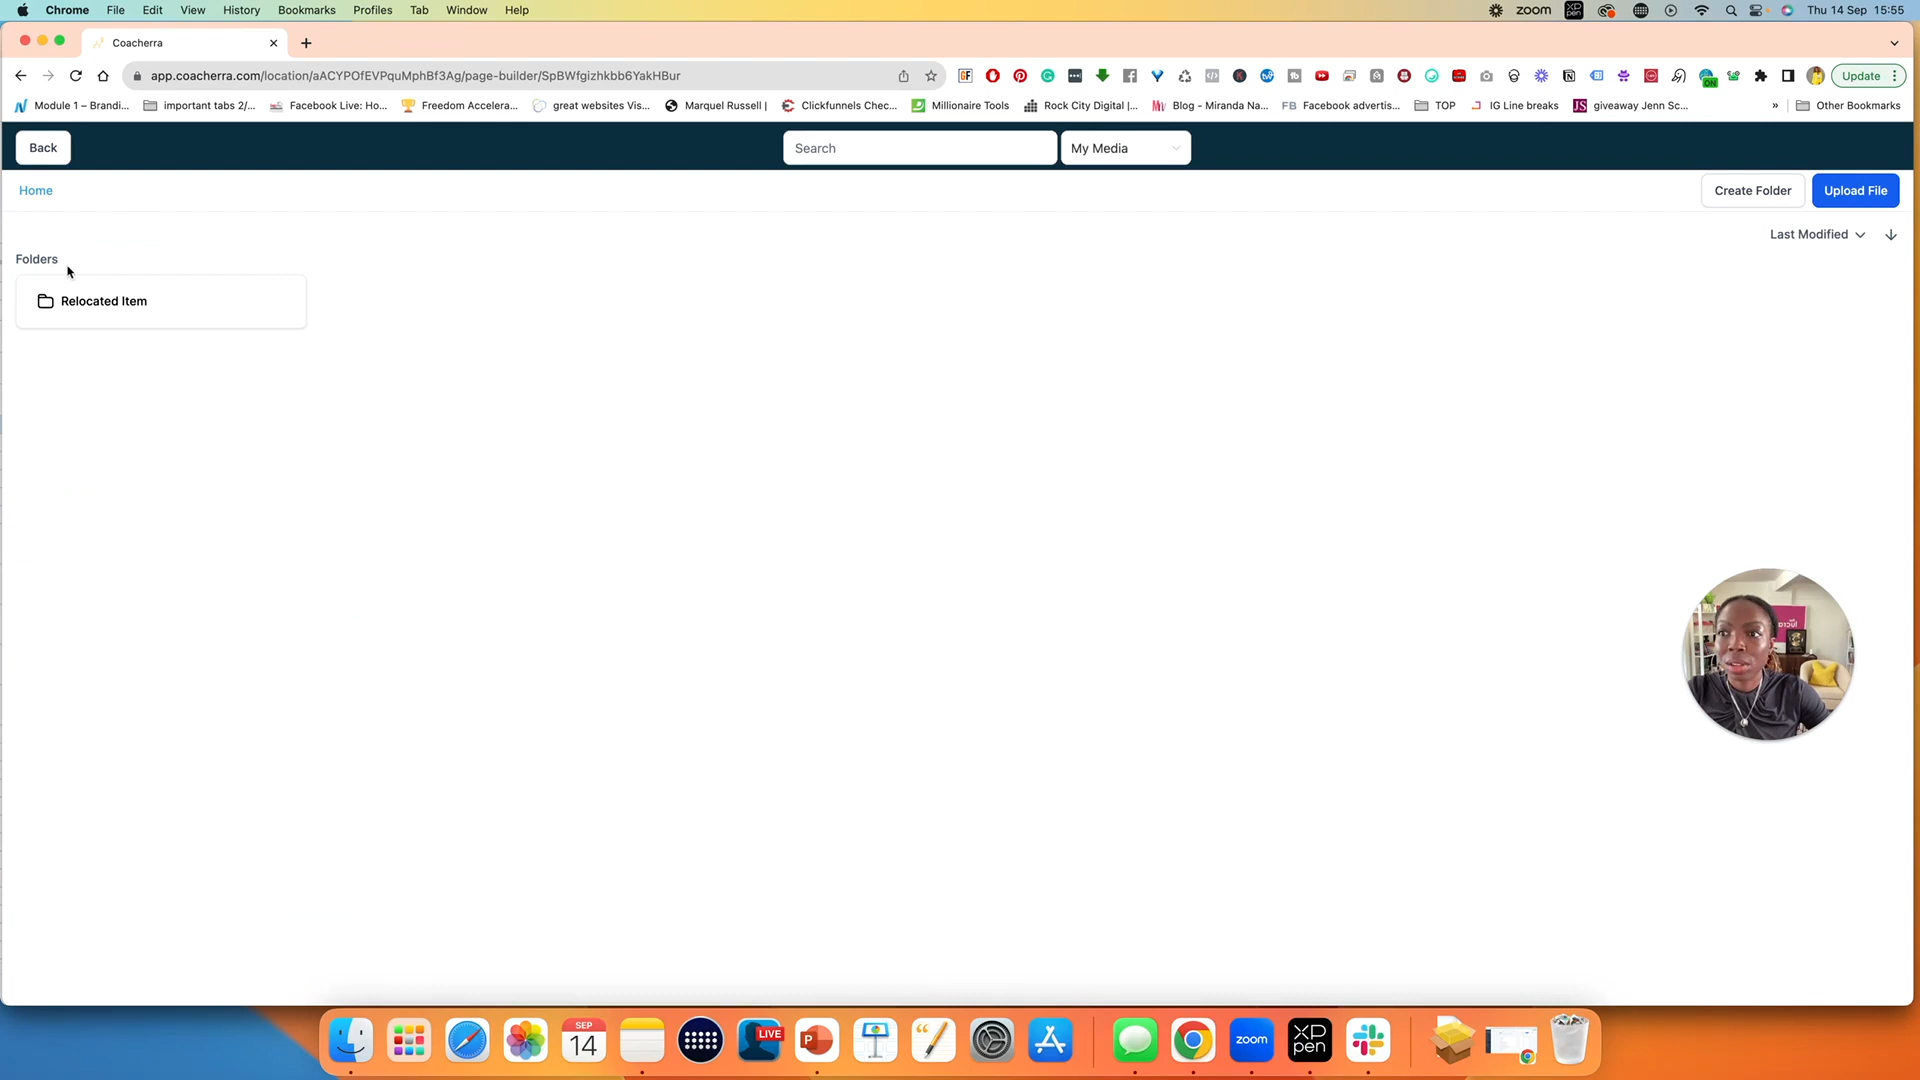 Chrome File Edit View History Bookmarks Profiles Tab Window Help
zoom XP PEN Thu 14 Sep 15:55
Coacherra
app.coacherra.com/location/aACYPOfEVPquMphBf3Ag/page-builder/SpBWfgizhkbb6YakHBur
Update
Module 1 – Brandi... important tabs 2/... Facebook Live: Ho... Freedom Accelera... great websites Vis... Marquel Russell | Clickfunnels Chec... Millionaire Tools Rock City Digital |... Blog - Miranda Na... FB Facebook advertis... TOP IG Line breaks JS giveaway Jenn Sc... » Other Bookmarks
Back Search My Media
Home Create Folder Upload File
Last Modified
Folders
Relocated Item
SEP
14
LIVE
zoom
XP
pen